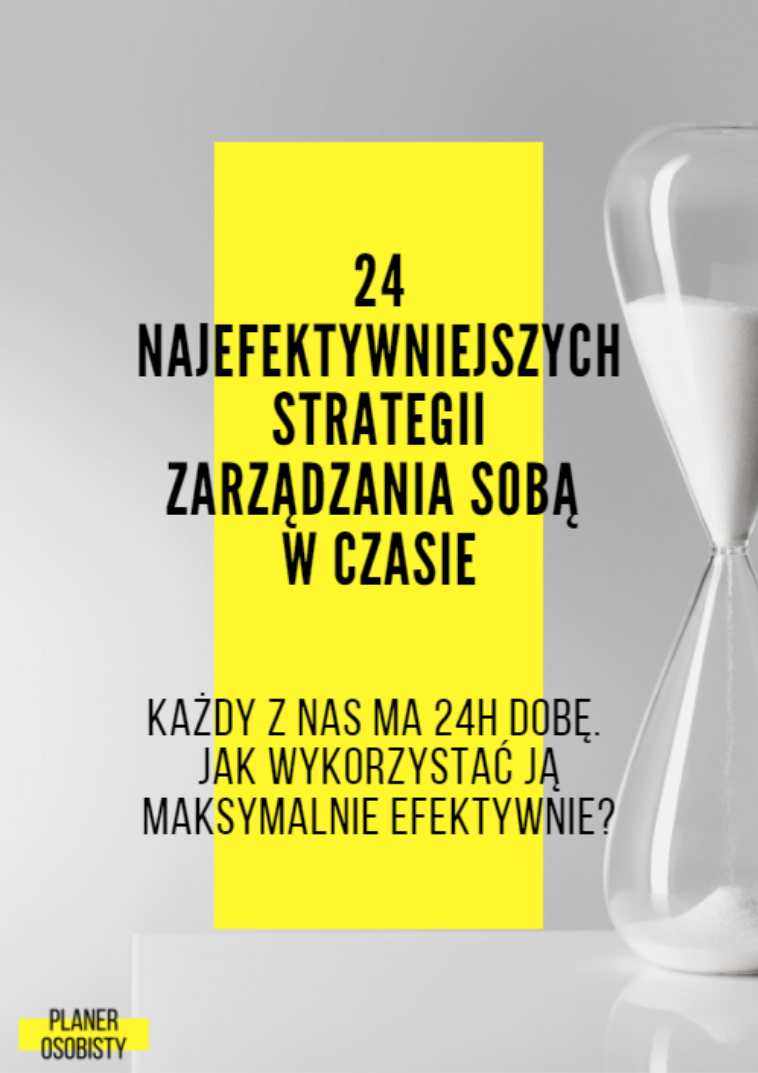 24
NAJEFEKTYWNIEJSZYCH
STRATEGII
ZARZĄDZANIA SOBĄ
W CZASIE
KAŻDY Z NAS MA 24H DOBĘ.
JAK WYKORZYSTAĆ JĄ
MAKSYMALNIE EFEKTYWNIE?
PLANER
OSOBISTY